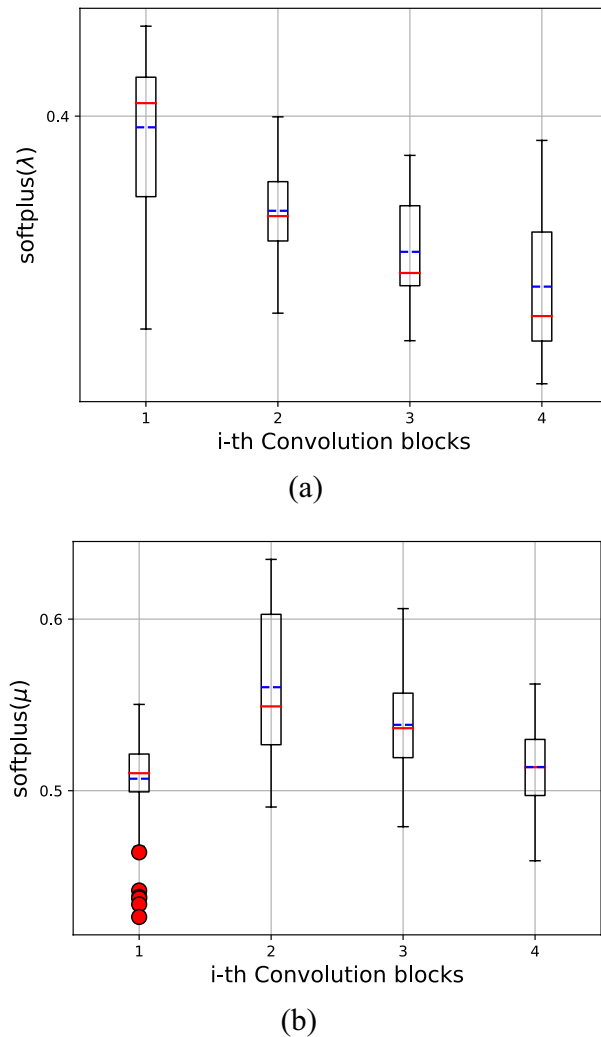 0.4
softplus(λ)
1 2 3 4
i-th Convolution blocks
(a)
0.6
0.5
softplus(μ)
1 2 3 4
i-th Convolution blocks
(b)